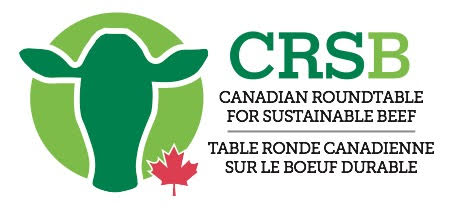 CRSB
CANADIAN ROUNDTABLE
FOR SUSTAINABLE BEEF
TABLE RONDE CANADIENNE
SUR LE BOEUF DURABLE